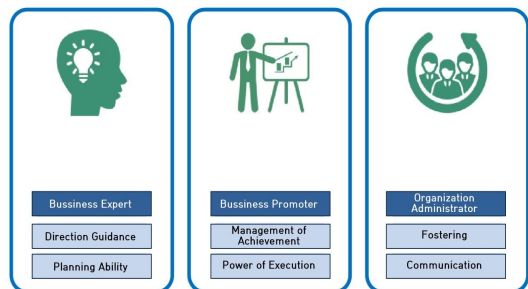 Bussiness Expert
Direction Guidance
Planning Ability
Bussiness Promoter
Management of
Achievement
Power of Execution
Organization
Administrator
Fostering
Communication